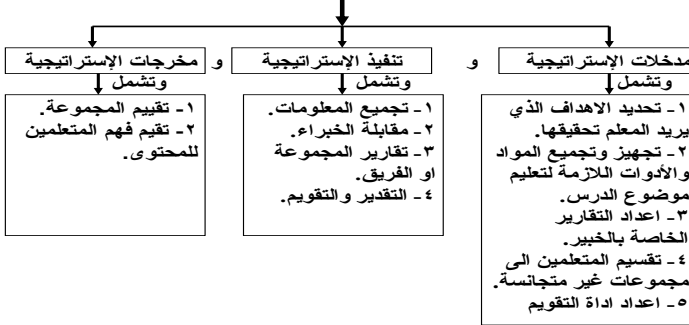 مدخلات الإستراتيجية
و
تنفيذ الإستراتيجية
و
مخرجات الإستراتيجية
وتشمل
١- تحديد الاهداف الذي
يريد المعلم تحقيقها.
٢- تجهيز وتجميع المواد
والأدوات اللازمة لتعليم
موضوع الدرس.
٣- اعداد التقارير
الخاصة بالخبير.
٤- تقسيم المتعلمين الى
مجموعات غير متجانسة.
٥- اعداد اداة التقويم
وتشمل
١- تجميع المعلومات.
٢- مقابلة الخبراء.
٣- تقارير المجموعة
او الفريق.
٤- التقدير والتقويم.
وتشمل
١- تقييم المجموعة.
٢- تقيم فهم المتعلمين
للمحتوى.